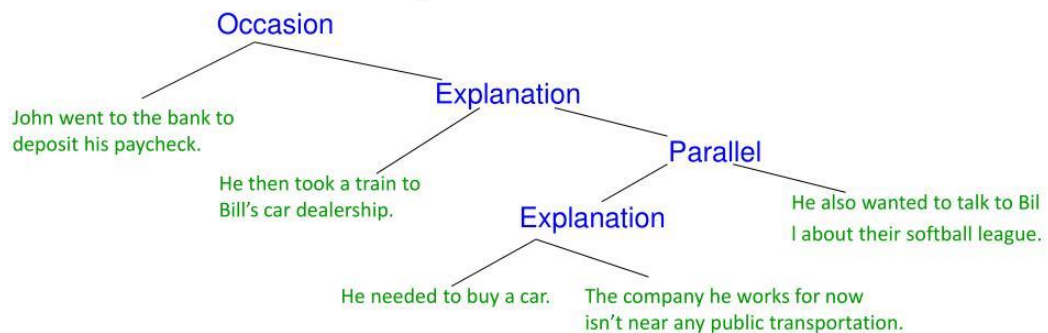 Occasion
Explanation
John went to the bank to
deposit his paycheck.
Parallel
He then took a train to
Bill's car dealership.
He also wanted to talk to Bil
l about their softball league.
Explanation
He needed to buy a car.
The company he works for now
isn't near any public transportation.